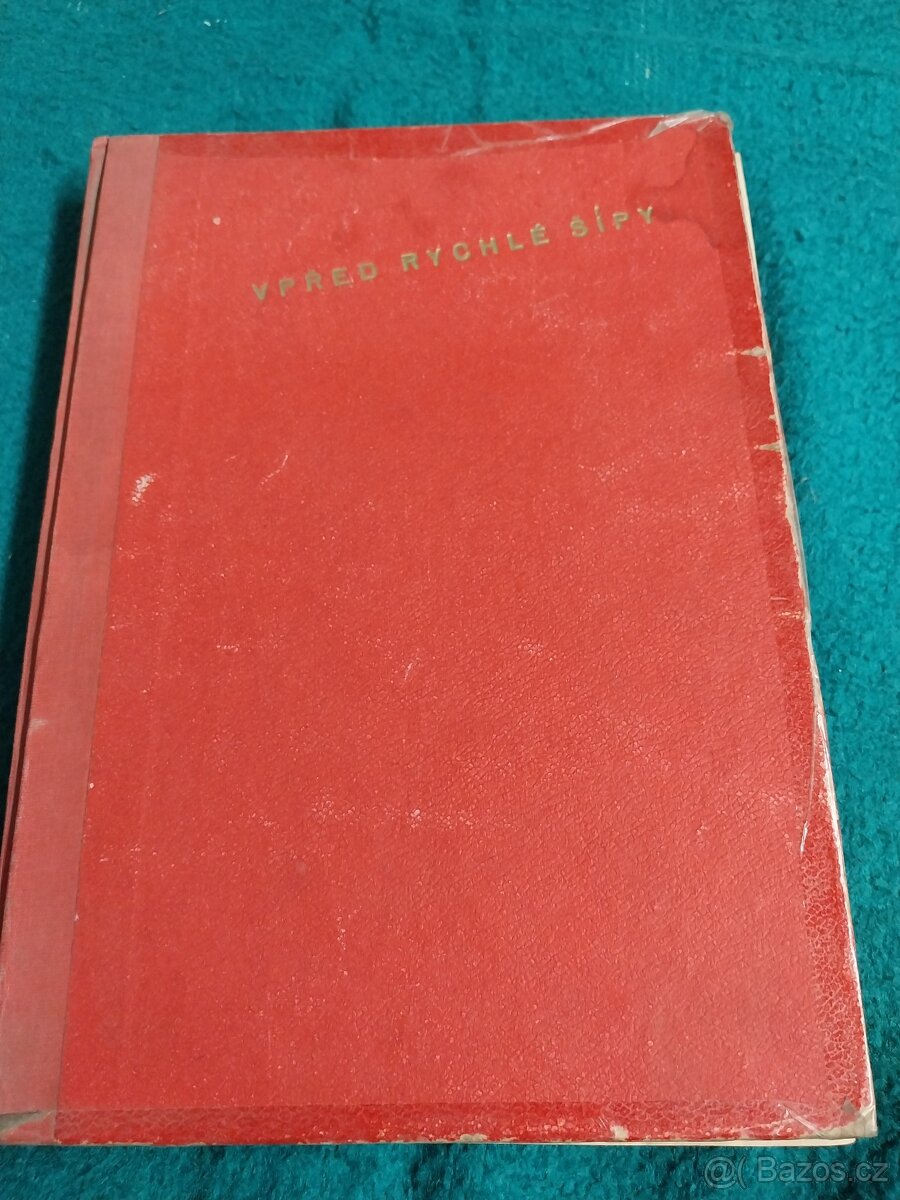 VPŘED RYCHLÉ ŠÍPY
@( Bazos.cz